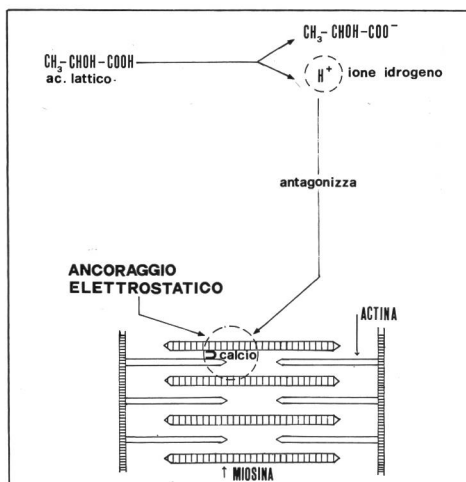 CH₃-CHOH-COO⁻
CH₃-CHOH-COOH
ac. lattico
H⁺ ione idrogeno
antagonizza
ANCORAGGIO
ELETTROSTATICO
ACTINA
calcio
MIOSINA